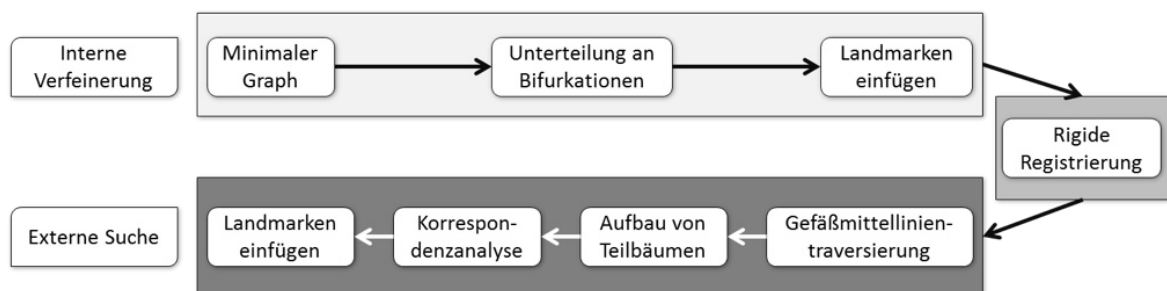 Interne
Verfeinerung
Minimaler
Graph
Unterteilung an
Bifurkationen
Landmarken
einfügen
Rigide
Registrierung
Externe Suche
Landmarken
einfügen
Korrespon-
denzanalyse
Aufbau von
Teilbäumen
Gefäßmittellinien-
traversierung